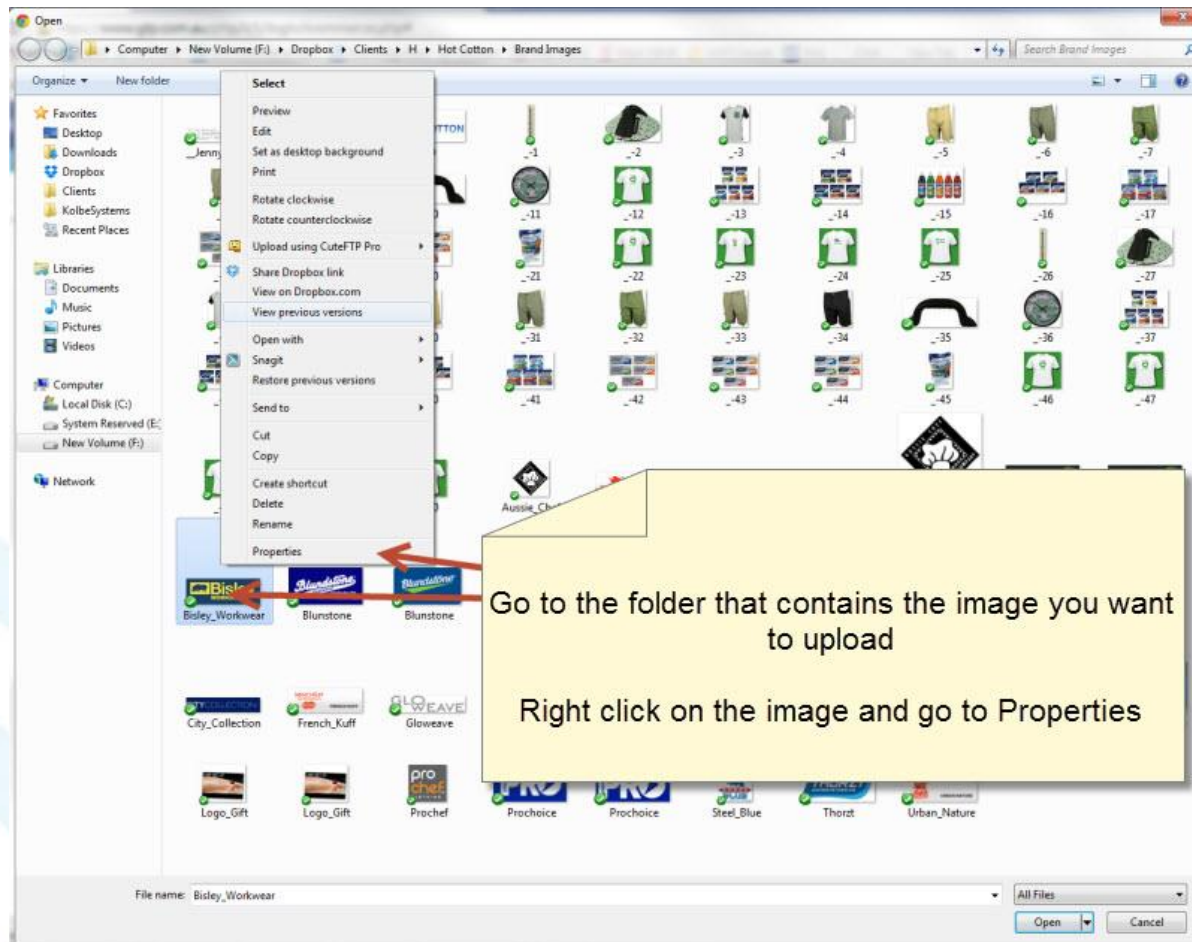 Open
Computer ▸ New Volume (F:) ▸ Dropbox ▸ Clients ▸ H ▸ Hot Cotton ▸ Brand Images
Search Brand Images
Organize
New folder
Select
Preview
Edit
Set as desktop background
Print
Rotate clockwise
Rotate counterclockwise
Upload using CuteFTP Pro
Share Dropbox link
View on Dropbox.com
View previous versions
Open with
Snagit
Restore previous versions
Send to
Cut
Copy
Create shortcut
Delete
Rename
Properties
Favorites
Desktop
Downloads
Dropbox
Clients
KolbeSystems
Recent Places
Libraries
Documents
Music
Pictures
Videos
Computer
Local Disk (C:)
System Reserved (E:
New Volume (F:)
Network
__Jenny
_-1 _-2 _-3 _-4 _-5 _-6 _-7
_-11 _-12 _-13 _-14 _-15 _-16 _-17
_-21 _-22 _-23 _-24 _-25 _-26 _-27
_-31 _-32 _-33 _-34 _-35 _-36 _-37
_-41 _-42 _-43 _-44 _-45 _-46 _-47
Bisley
Blundstone
Blundstone
Bisley_Workwear Blunstone Blunstone
Go to the folder that contains the image you want
to upload
Right click on the image and go to Properties
GLOWEAVE
City_Collection French_Kuff Gloweave
pro
chef
Logo_Gift Logo_Gift Prochef Prochoice Prochoice Steel_Blue Thorzt Urban_Nature
File name: Bisley_Workwear
All Files
Open
Cancel